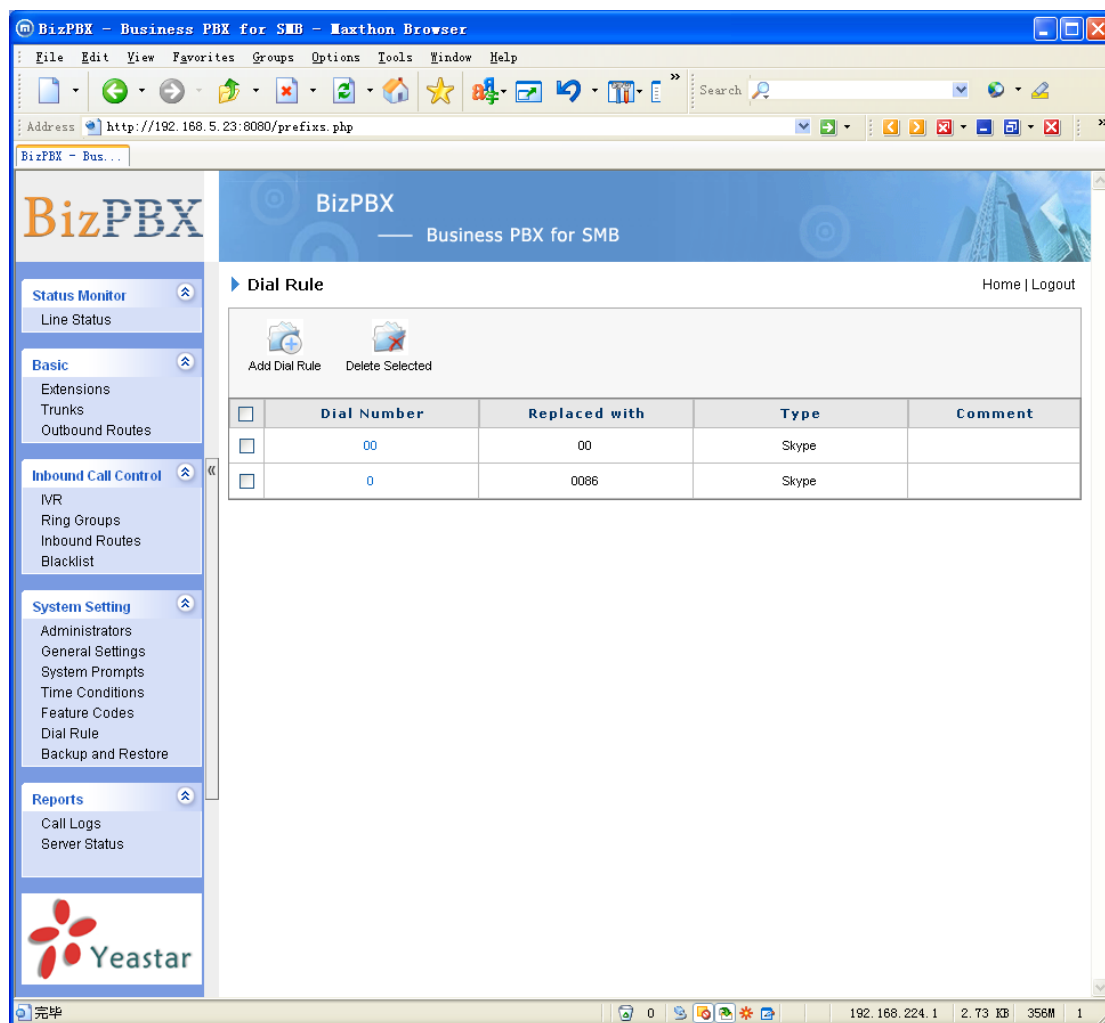 BizPBX - Business PBX for SMB - Maxthon Browser
File Edit View Favorites Groups Options Tools Window Help
Search
Address http://192.168.5.23:8080/prefixs.php
BizPBX - Bus...
BizPBX
BizPBX
—— Business PBX for SMB
Status Monitor
Line Status
Basic
Extensions
Trunks
Outbound Routes
Inbound Call Control
IVR
Ring Groups
Inbound Routes
Blacklist
System Setting
Administrators
General Settings
System Prompts
Time Conditions
Feature Codes
Dial Rule
Backup and Restore
Reports
Call Logs
Server Status
Yeastar
Dial Rule
Home | Logout
Add Dial Rule Delete Selected
Dial Number Replaced with Type Comment
00 00 Skype
0 0086 Skype
完毕 0 192.168.224.1 2.73 KB 356M 1